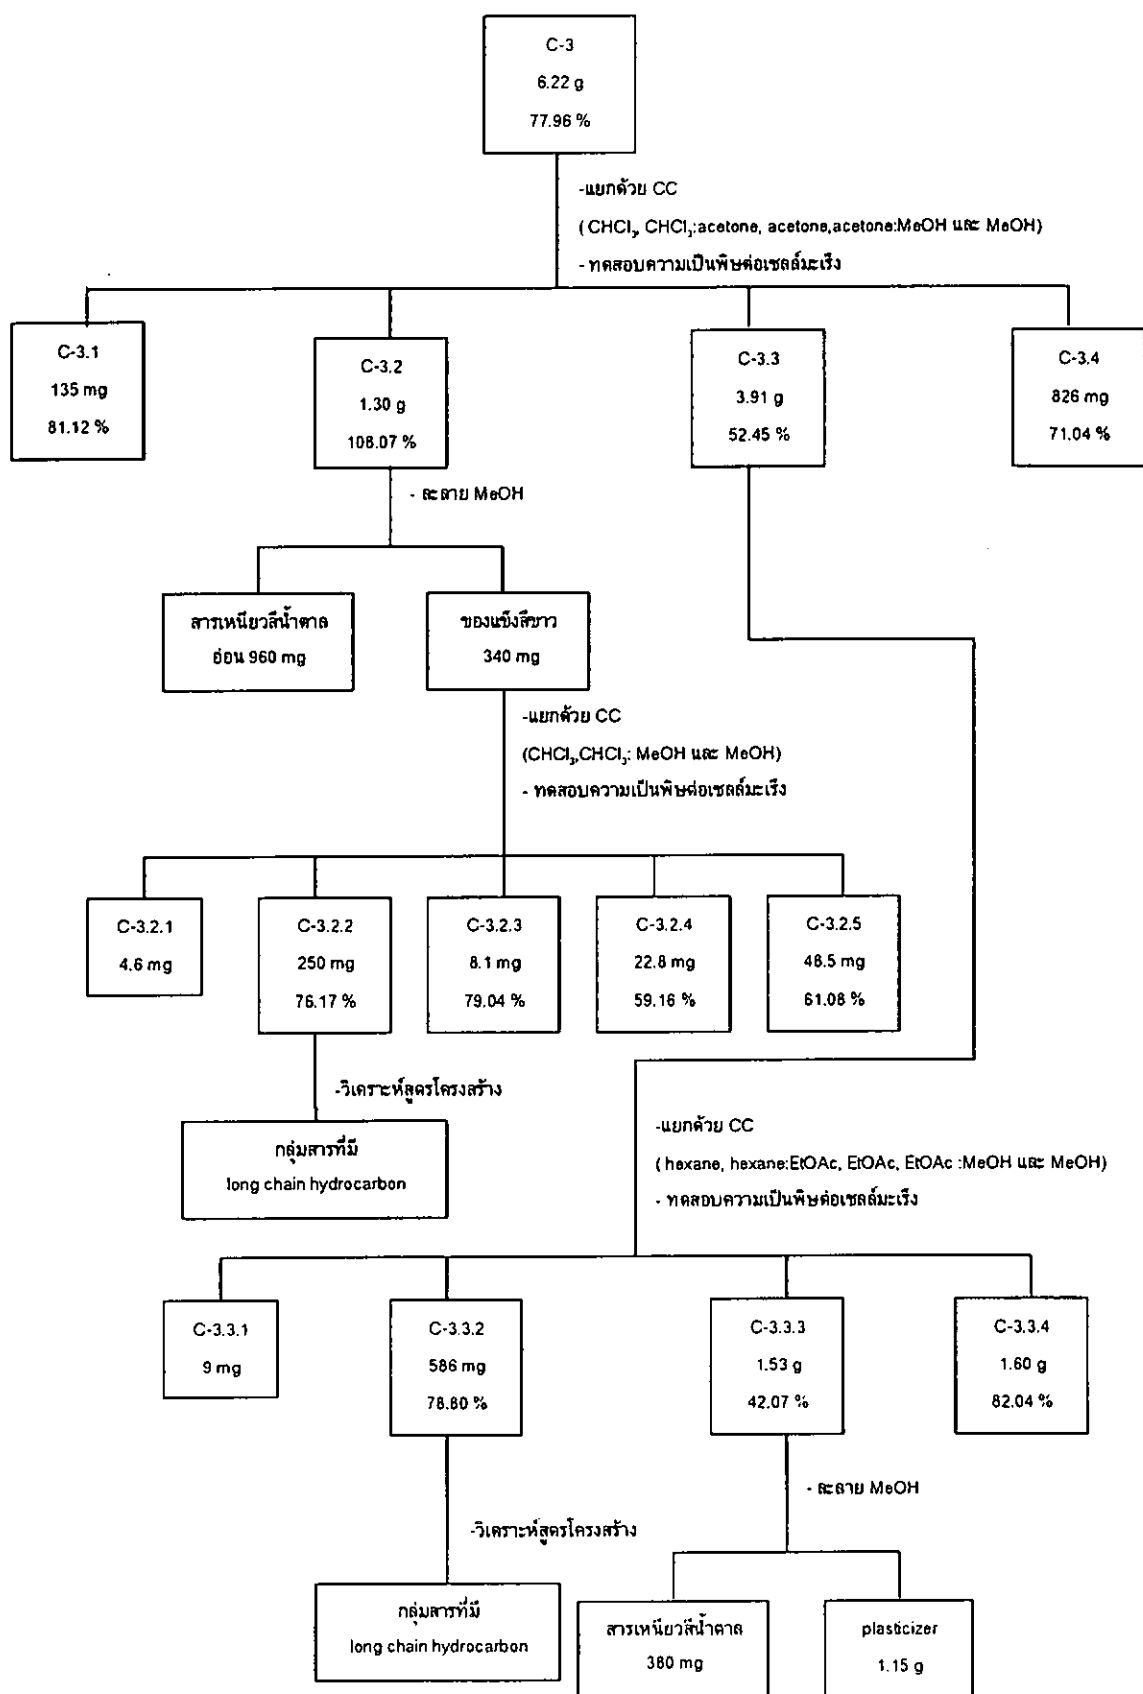 C-3
6.22 g
77.96 %
-แยกด้วย CC
( CHCl₃, CHCl₃:acetone, acetone,acetone:MeOH และ MeOH)
- ทดสอบความเป็นพิษต่อเซลล์มะเร็ง
C-3.1
135 mg
81.12 %
C-3.2
1.30 g
108.07 %
C-3.3
3.91 g
52.45 %
C-3.4
826 mg
71.04 %
- ละลาย MeOH
สารเหนียวสีน้ำตาล
อ่อน 960 mg
ของแข็งสีขาว
340 mg
-แยกด้วย CC
(CHCl₃,CHCl₃: MeOH และ MeOH)
- ทดสอบความเป็นพิษต่อเซลล์มะเร็ง
C-3.2.1
4.6 mg
C-3.2.2
250 mg
76.17 %
C-3.2.3
8.1 mg
79.04 %
C-3.2.4
22.8 mg
59.16 %
C-3.2.5
46.5 mg
61.08 %
-วิเคราะห์สูตรโครงสร้าง
กลุ่มสารที่มี
long chain hydrocarbon
-แยกด้วย CC
( hexane, hexane:EtOAc, EtOAc, EtOAc :MeOH และ MeOH)
- ทดสอบความเป็นพิษต่อเซลล์มะเร็ง
C-3.3.1
9 mg
C-3.3.2
586 mg
78.80 %
C-3.3.3
1.53 g
42.07 %
C-3.3.4
1.60 g
82.04 %
- ละลาย MeOH
-วิเคราะห์สูตรโครงสร้าง
กลุ่มสารที่มี
long chain hydrocarbon
สารเหนียวสีน้ำตาล
380 mg
plasticizer
1.15 g